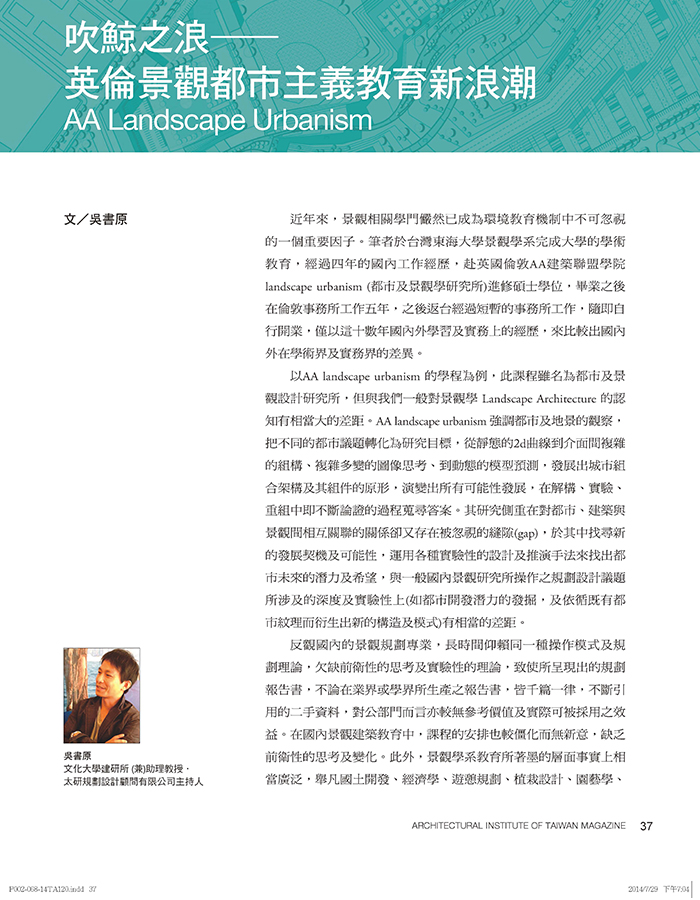 吹鯨之浪——
英倫景觀都市主義教育新浪潮
AA Landscape Urbanism
文／吳書原
近年來，景觀相關學門儼然已成為環境教育機制中不可忽視
的一個重要因子。筆者於台灣東海大學景觀學系完成大學的學術
教育，經過四年的國內工作經歷，赴英國倫敦AA建築聯盟學院
landscape urbanism (都市及景觀學研究所)進修碩士學位，畢業之後
在倫敦事務所工作五年，之後返台經過短暫的事務所工作，隨即自
行開業，僅以這十數年國內外學習及實務上的經歷，來比較出國內
外在學術界及實務界的差異。
以AA landscape urbanism 的學程為例，此課程雖名為都市及景
觀設計研究所，但與我們一般對景觀學 Landscape Architecture 的認
知有相當大的差距。AA landscape urbanism 強調都市及地景的觀察，
把不同的都市議題轉化為研究目標，從靜態的2d曲線到介面間複雜
的組構、複雜多變的圖像思考、到動態的模型預測，發展出城市組
合架構及其組件的原形，演變出所有可能性發展，在解構、實驗、
重組中即不斷論證的過程蒐尋答案。其研究側重在對都市、建築與
景觀間相互關聯的關係卻又存在被忽視的縫隙(gap)，於其中找尋新
的發展契機及可能性，運用各種實驗性的設計及推演手法來找出都
市未來的潛力及希望，與一般國內景觀研究所操作之規劃設計議題
所涉及的深度及實驗性上(如都市開發潛力的發掘，及依循既有都
市紋理而衍生出新的構造及模式)有相當的差距。
反觀國內的景觀規劃專業，長時間仰賴同一種操作模式及規
劃理論，欠缺前衛性的思考及實驗性的理論，致使所呈現出的規劃
報告書，不論在業界或學界所生產之報告書，皆千篇一律，不斷引
用的二手資料，對公部門而言亦較無參考價值及實際可被採用之效
益。在國內景觀建築教育中，課程的安排也較僵化而無新意，缺乏
前衛性的思考及變化。此外，景觀學系教育所著墨的層面事實上相
當廣泛，舉凡國土開發、經濟學、遊憩規劃、植栽設計、園藝學、
吳書原
文化大學建研所 (兼)助理教授．
太研規劃設計顧問有限公司主持人
ARCHITECTURAL INSTITUTE OF TAIWAN MAGAZINE 37
P002-068-14TA120.indd 37
2014/7/29 下午7:04